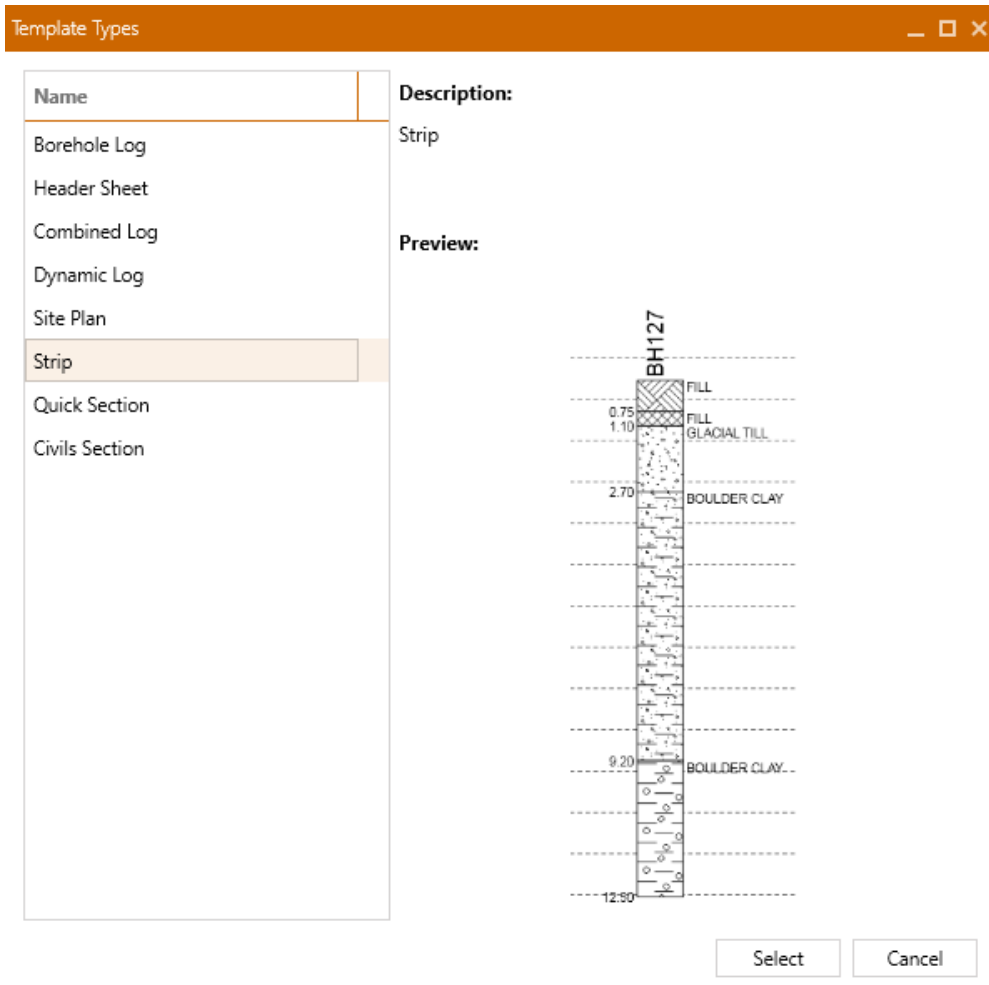 Template Types
Name
Borehole Log
Header Sheet
Combined Log
Dynamic Log
Site Plan
Strip
Quick Section
Civils Section
Description:
Strip
Preview:
BH127
FILL
0.75
FILL
1.10
GLACIAL TILL
2.70
BOULDER CLAY
9.20
BOULDER CLAY
Select
Cancel